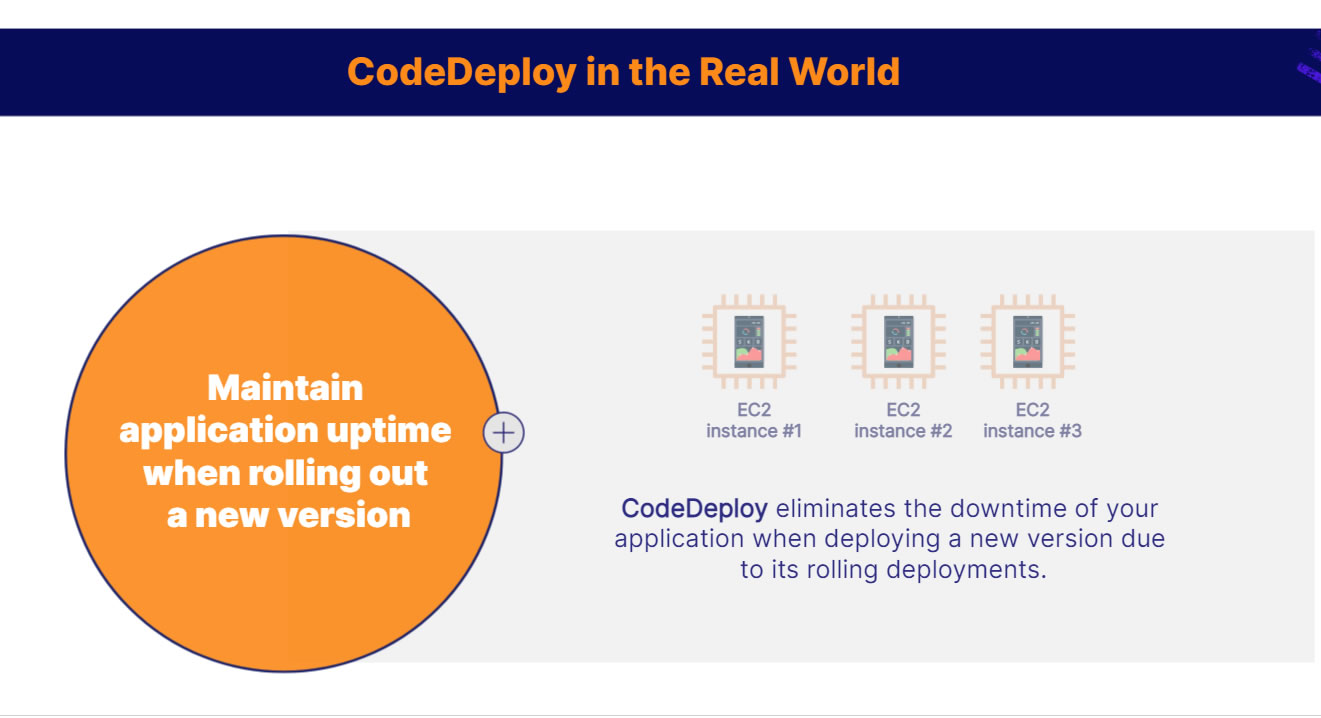 CodeDeploy in the Real World
Maintain
application uptime
when rolling out
a new version
EC2
instance #1
EC2
instance #2
EC2
instance #3
CodeDeploy eliminates the downtime of your
application when deploying a new version due
to its rolling deployments.